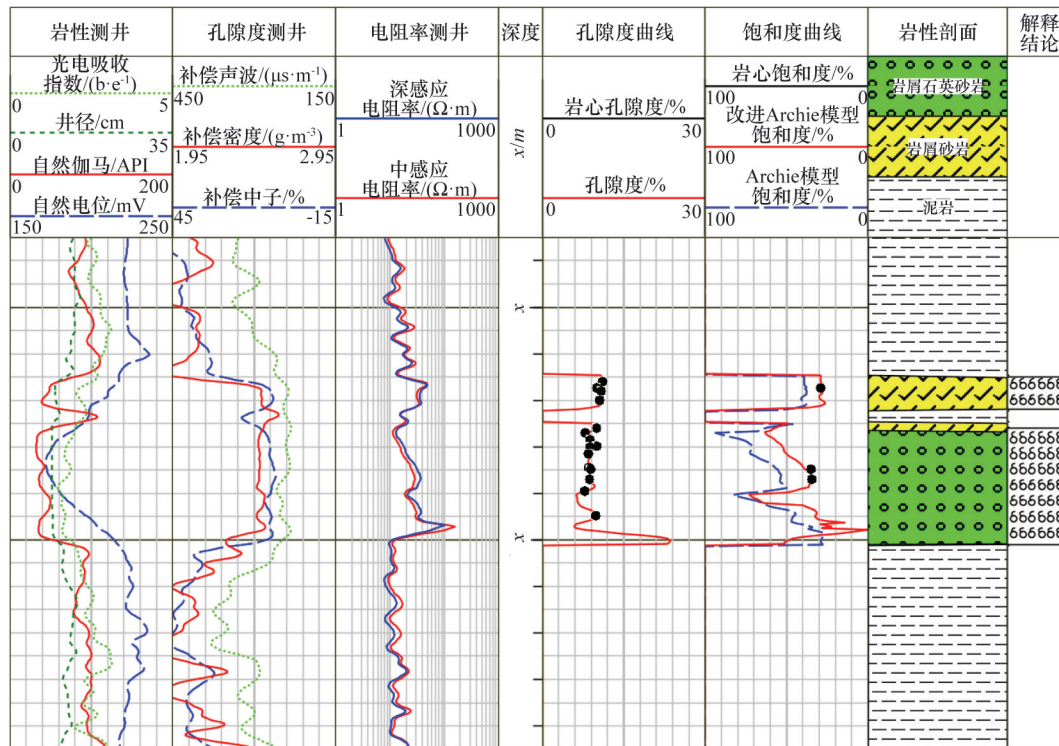 岩性测井
孔隙度测井
电阻率测井
深度
孔隙度曲线
饱和度曲线
岩性剖面
解释
结论
光电吸收
指数/(b·e⁻¹)
0 5
井径/cm
0 35
自然伽马/API
0 200
自然电位/mV
150 250
补偿声波/(μs·m⁻¹)
450 150
补偿密度/(g·m⁻³)
1.95 2.95
补偿中子/%
45 -15
深感应
电阻率/(Ω·m)
1 1000
中感应
电阻率/(Ω·m)
1 1000
x/m
岩心孔隙度/%
0 30
孔隙度/%
0 30
岩心饱和度/%
100 0
改进Archie模型
饱和度/%
100 0
Archie模型
饱和度/%
100 0
岩屑石英砂岩
岩屑砂岩
泥岩
x
x